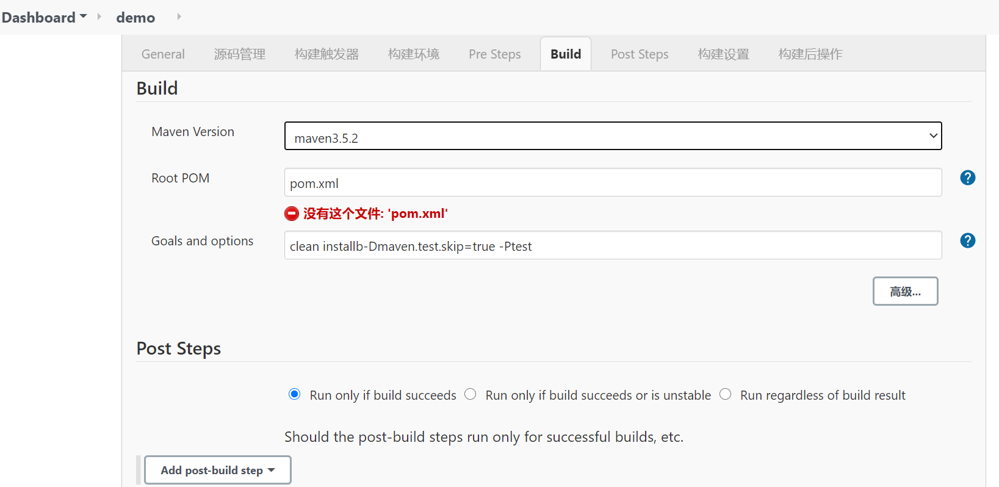 Dashboard demo
General 源码管理 构建触发器 构建环境 Pre Steps Build Post Steps 构建设置 构建后操作
Build
Maven Version maven3.5.2
Root POM pom.xml ?
没有这个文件: 'pom.xml'
Goals and options clean installb-Dmaven.test.skip=true -Ptest ?
高级...
Post Steps
Run only if build succeeds Run only if build succeeds or is unstable Run regardless of build result
Should the post-build steps run only for successful builds, etc.
Add post-build step